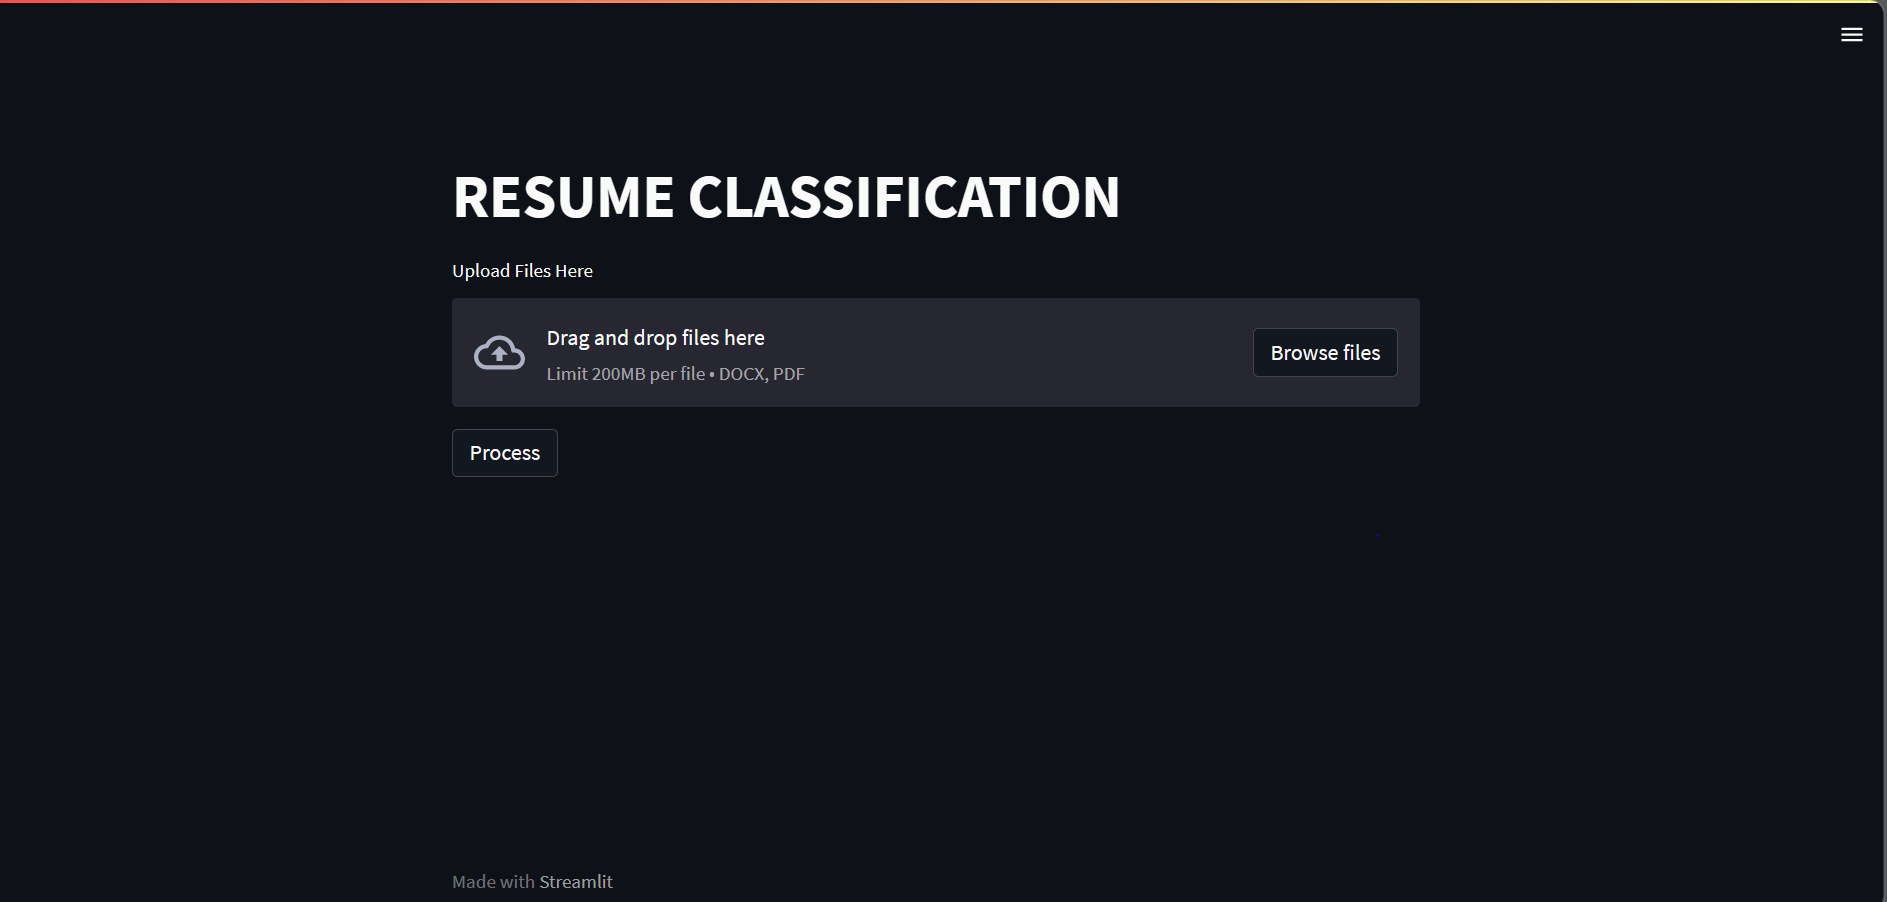 RESUME CLASSIFICATION
Upload Files Here
Drag and drop files here
Limit 200MB per file • DOCX, PDF
Browse files
Process
Made with Streamlit